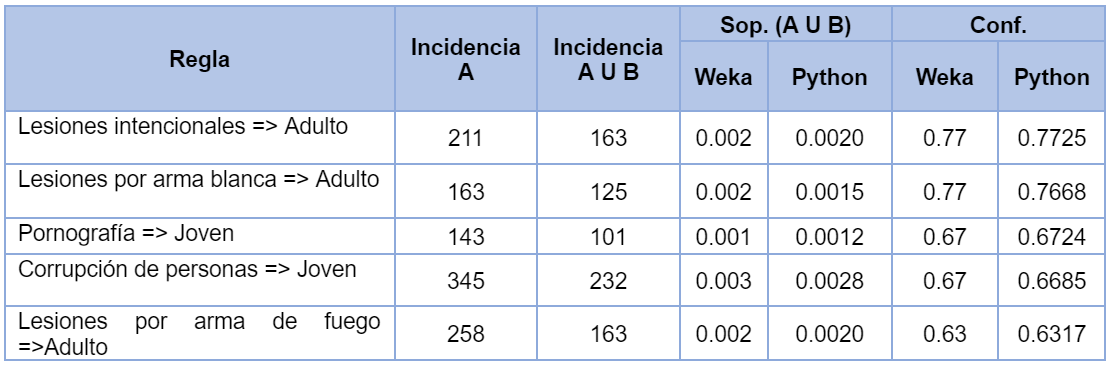 Regla Incidencia A Incidencia A U B Sop. (A U B) Conf.
Weka Python Weka Python
Lesiones intencionales => Adulto 211 163 0.002 0.0020 0.77 0.7725
Lesiones por arma blanca => Adulto 163 125 0.002 0.0015 0.77 0.7668
Pornografía => Joven 143 101 0.001 0.0012 0.67 0.6724
Corrupción de personas => Joven 345 232 0.003 0.0028 0.67 0.6685
Lesiones por arma de fuego
=>Adulto 258 163 0.002 0.0020 0.63 0.6317